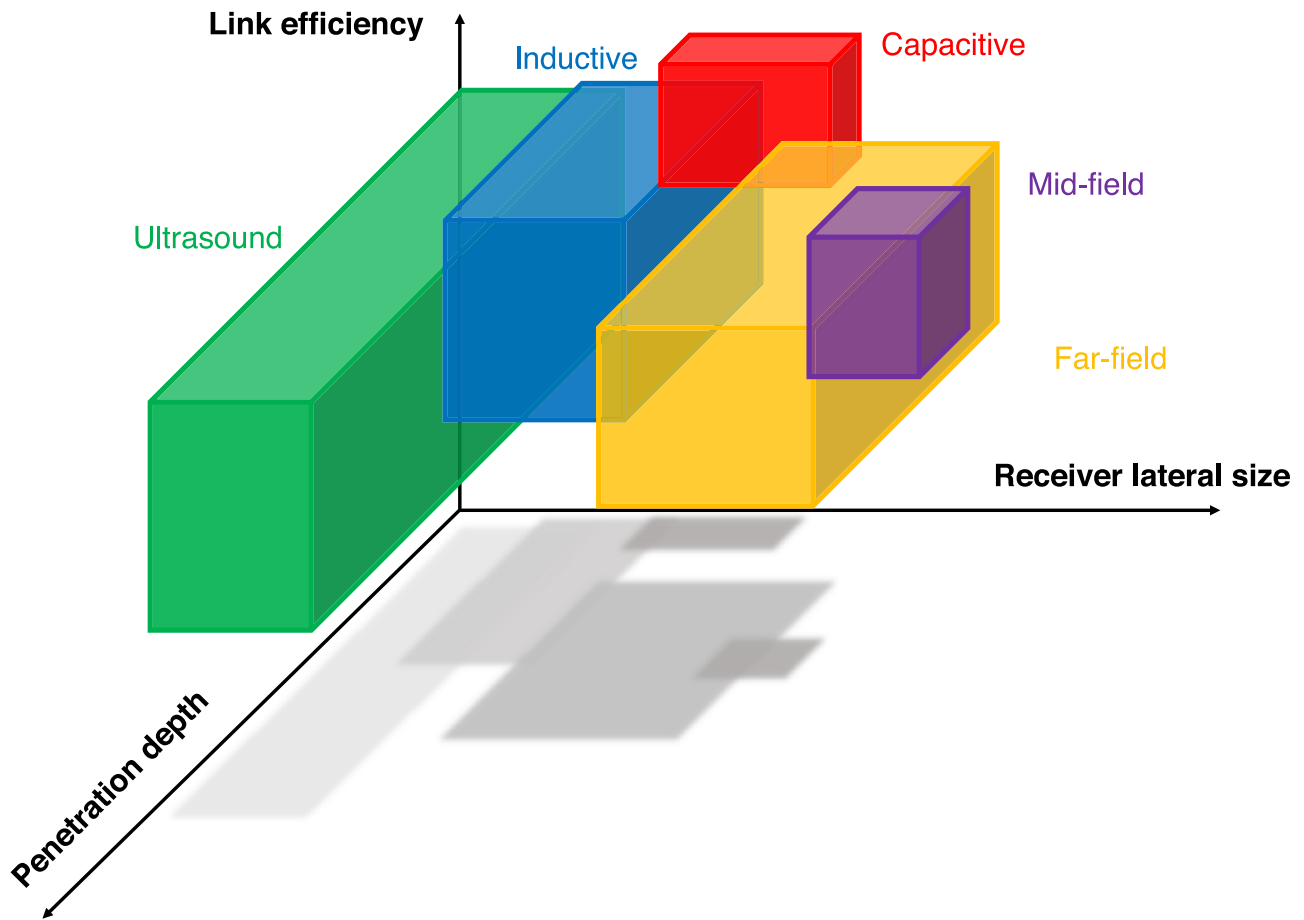 Link efficiency
Inductive
Capacitive
Mid-field
Ultrasound
Far-field
Receiver lateral size
Penetration depth